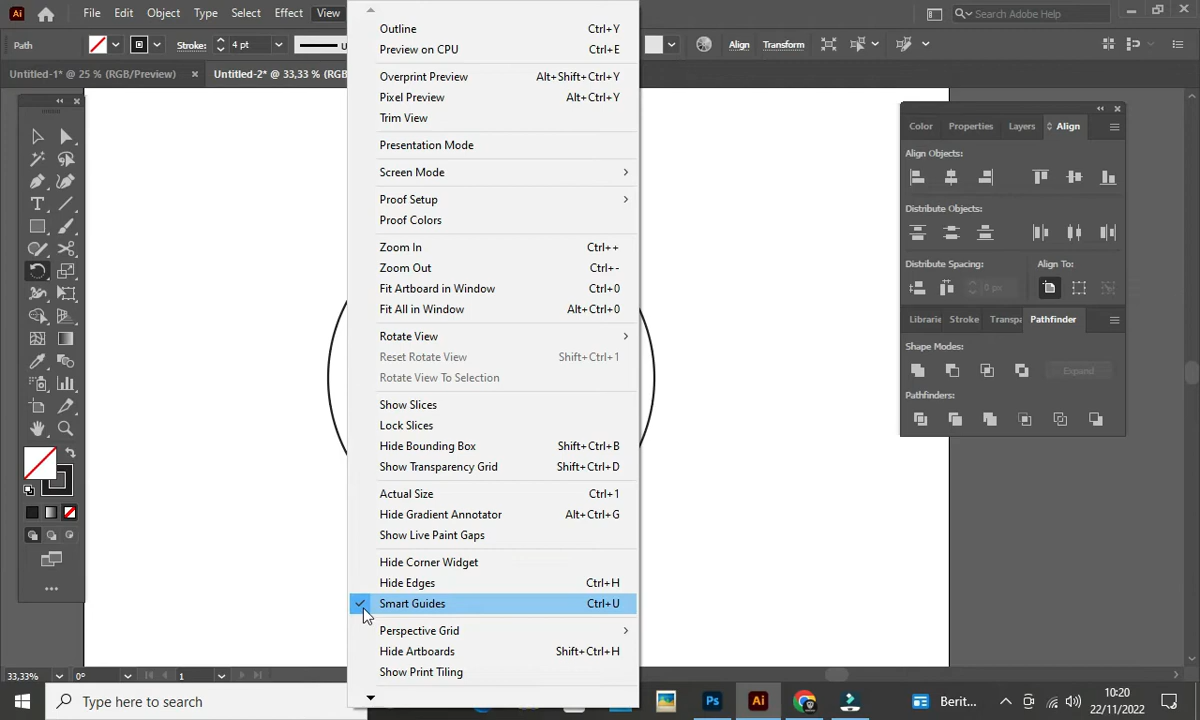 Ai File Edit Object Type Select Effect View Search Adobe Help
Path Stroke: 4 pt Align Transform
Untitled-1* @ 25 % (RGB/Preview) × Untitled-2* @ 33,33 % (RGB
Outline Ctrl+Y
Preview on CPU Ctrl+E
Overprint Preview Alt+Shift+Ctrl+Y
Pixel Preview Alt+Ctrl+Y
Trim View
Presentation Mode
Screen Mode
Proof Setup
Proof Colors
Zoom In Ctrl++
Zoom Out Ctrl+-
Fit Artboard in Window Ctrl+0
Fit All in Window Alt+Ctrl+0
Rotate View
Reset Rotate View Shift+Ctrl+1
Rotate View To Selection
Show Slices
Lock Slices
Hide Bounding Box Shift+Ctrl+B
Show Transparency Grid Shift+Ctrl+D
Actual Size Ctrl+1
Hide Gradient Annotator Alt+Ctrl+G
Show Live Paint Gaps
Hide Corner Widget
Hide Edges Ctrl+H
Smart Guides Ctrl+U
Perspective Grid
Hide Artboards Shift+Ctrl+H
Show Print Tiling
Color Properties Layers Align
Align Objects:
Distribute Objects:
Distribute Spacing: Align To:
0 px
Librarie Stroke Transpa Pathfinder
Shape Modes:
Expand
Pathfinders:
33,33% 0° 1
Type here to search Ps Ai Berit... 10:20
22/11/2022